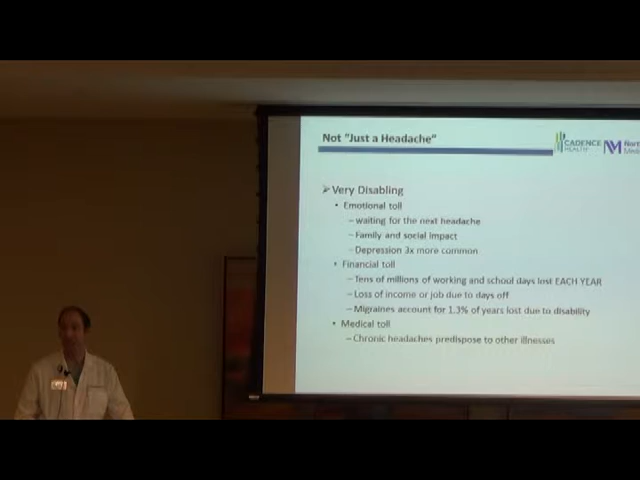 Not "Just a Headache"
CADENCE
HEALTH
NM
➢ Very Disabling
• Emotional toll
–waiting for the next headache
–Family and social impact
–Depression 3x more common
• Financial toll
–Tens of millions of working and school days lost EACH YEAR
–Loss of income or job due to days off
–Migraines account for 1.3% of years lost due to disability
• Medical toll
–Chronic headaches predispose to other illnesses